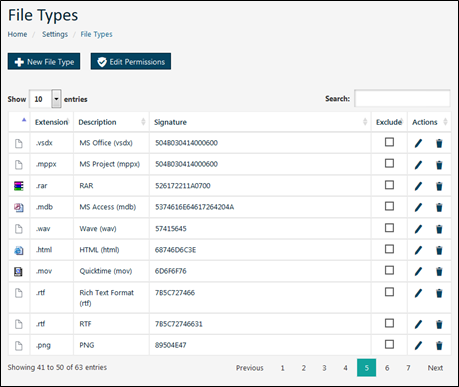 File Types
Home / Settings / File Types
New File Type Edit Permissions
Show 10 entries Search:
Extension Description Signature Exclude Actions
.vsdx MS Office (vsdx) 504B030414000600
.mppx MS Project (mppx) 504B030414000600
.rar RAR 526172211A0700
.mdb MS Access (mdb) 5374616E64617264204A
.wav Wave (wav) 57415645
.html HTML (html) 68746D6C3E
.mov Quicktime (mov) 6D6F6F76
.rtf Rich Text Format (rtf) 785C727466
.rtf RTF 785C72746631
.png PNG 89504E47
Showing 41 to 50 of 63 entries Previous 1 2 3 4 5 6 7 Next